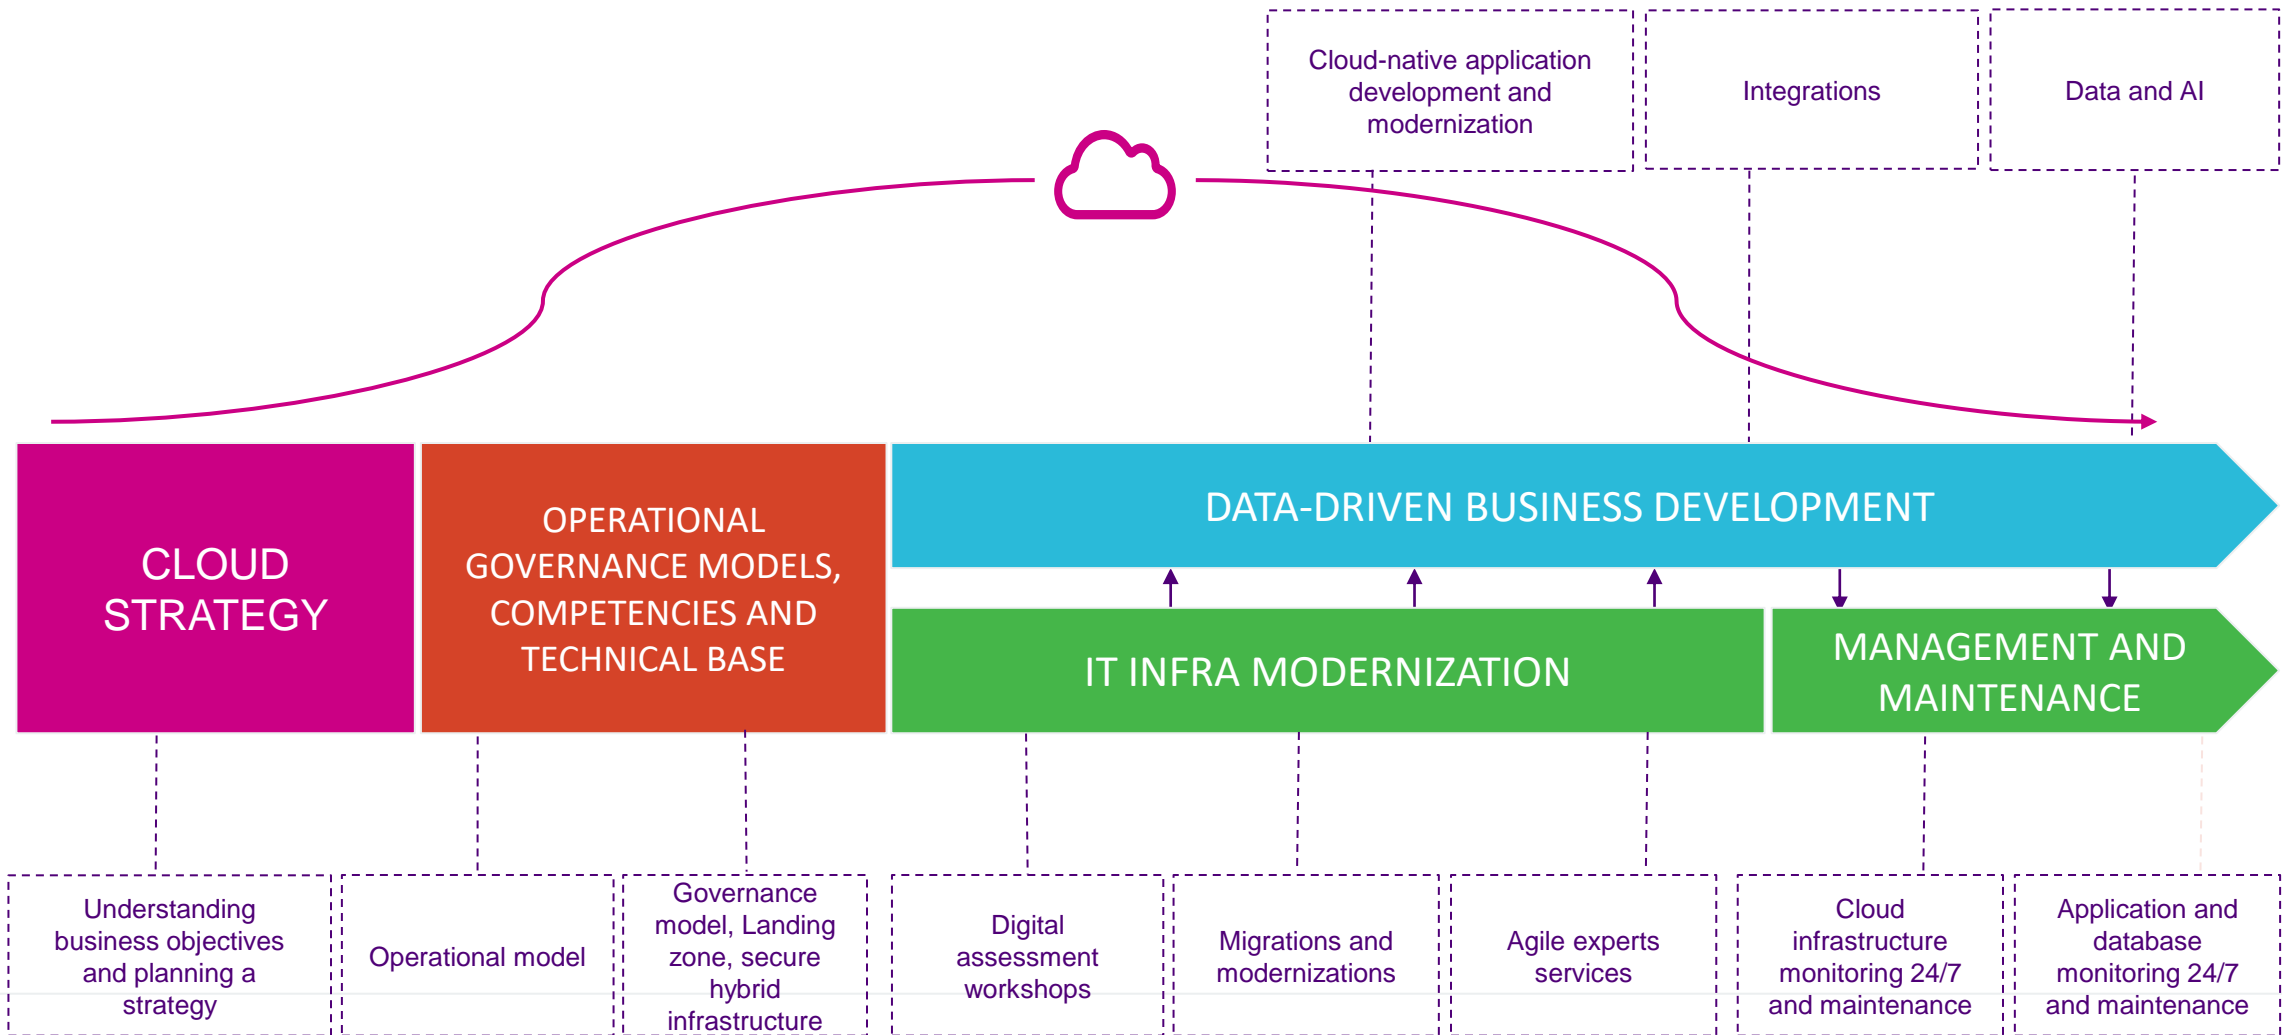 Cloud-native application
development and
modernization
Integrations
Data and AI
CLOUD
STRATEGY
OPERATIONAL
GOVERNANCE MODELS,
COMPETENCIES AND
TECHNICAL BASE
DATA-DRIVEN BUSINESS DEVELOPMENT
IT INFRA MODERNIZATION
MANAGEMENT AND
MAINTENANCE
Understanding
business objectives
and planning a
strategy
Operational model
Governance
model, Landing
zone, secure
hybrid
infrastructure
Digital
assessment
workshops
Migrations and
modernizations
Agile experts
services
Cloud
infrastructure
monitoring 24/7
and maintenance
Application and
database
monitoring 24/7
and maintenance